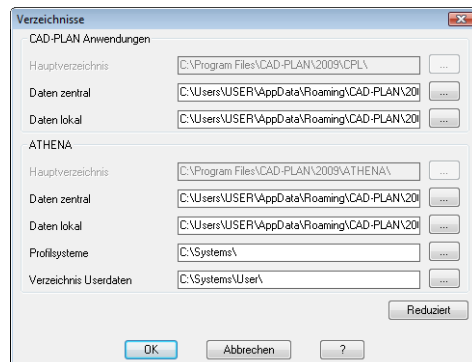 Verzeichnisse
CAD-PLAN Anwendungen
Hauptverzeichnis C:\Program Files\CAD-PLAN\2009\CPL\ ...
Daten zentral C:\Users\USER\AppData\Roaming\CAD-PLAN\20 ...
Daten lokal C:\Users\USER\AppData\Roaming\CAD-PLAN\20 ...
ATHENA
Hauptverzeichnis C:\Program Files\CAD-PLAN\2009\ATHENA\ ...
Daten zentral C:\Users\USER\AppData\Roaming\CAD-PLAN\20 ...
Daten lokal C:\Users\USER\AppData\Roaming\CAD-PLAN\20 ...
Profilsysteme C:\Systems\ ...
Verzeichnis Userdaten C:\Systems\User\ ...
Reduziert
OK Abbrechen ?